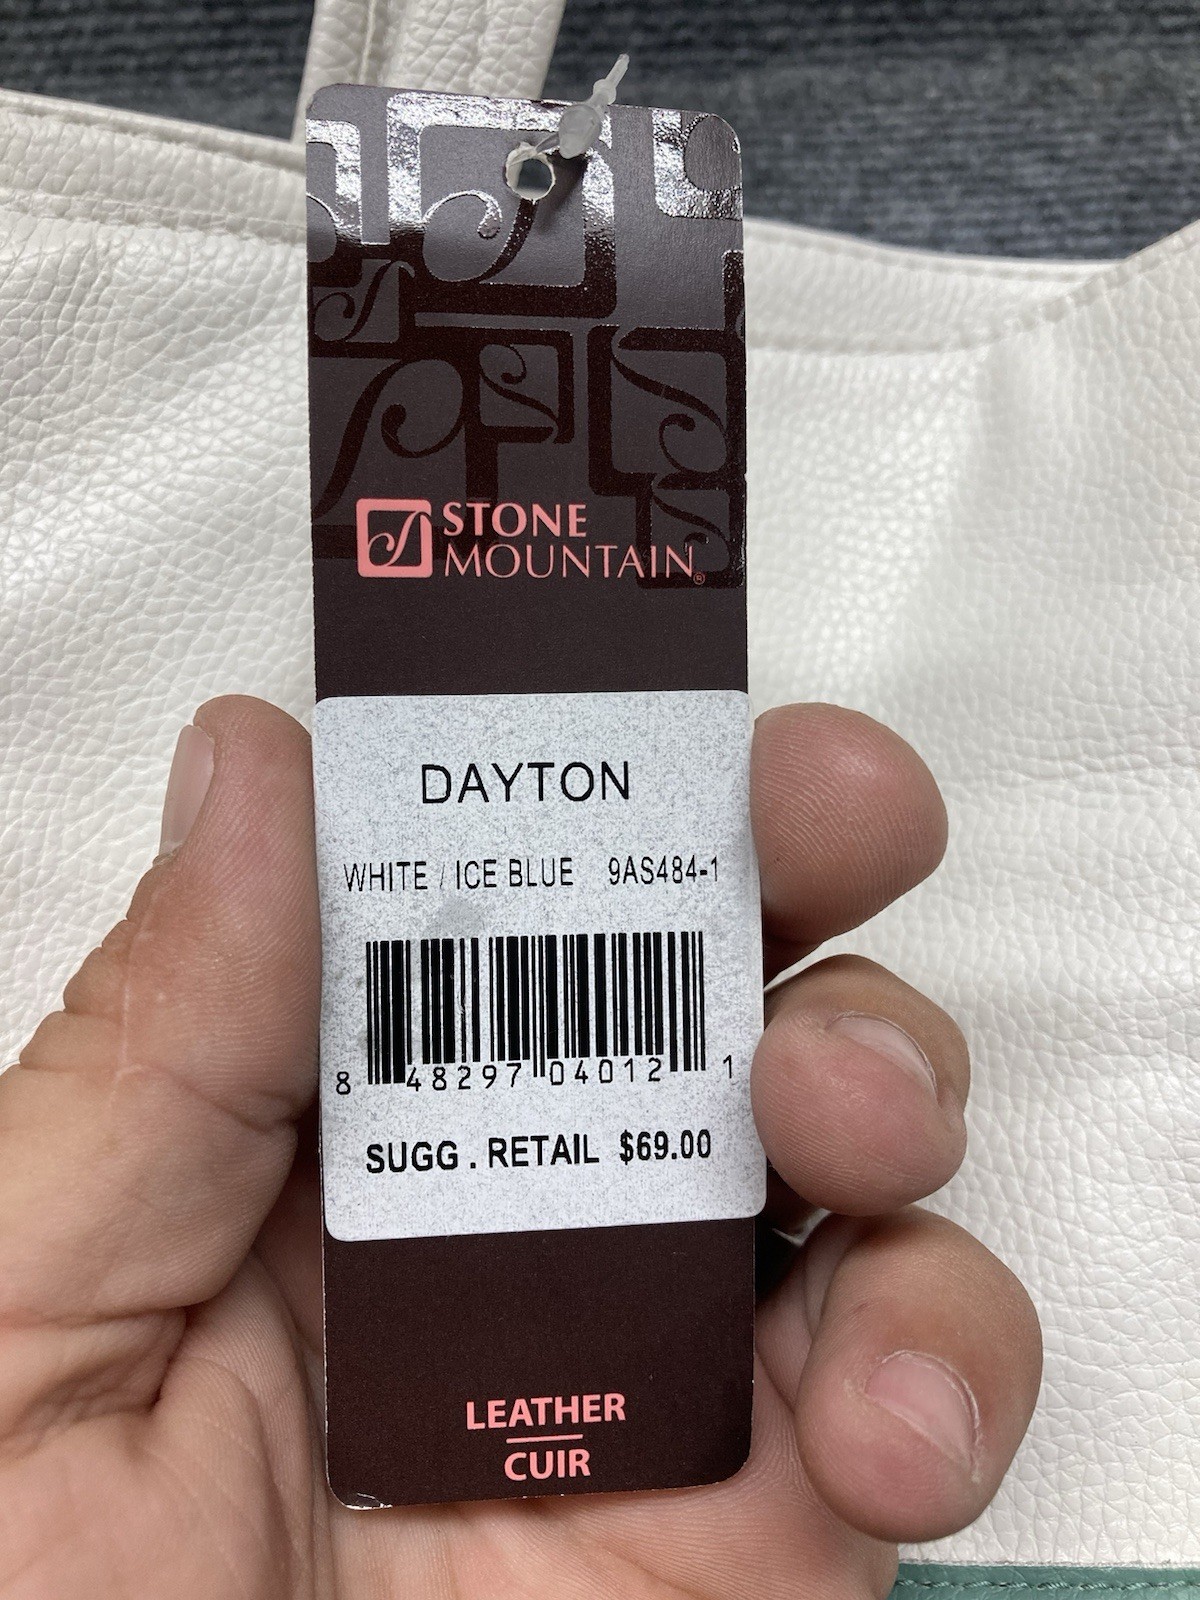 STONE
MOUNTAIN®
DAYTON
WHITE / ICE BLUE 9AS484-1
8 48297 04012 1
SUGG . RETAIL $69.00
LEATHER
CUIR